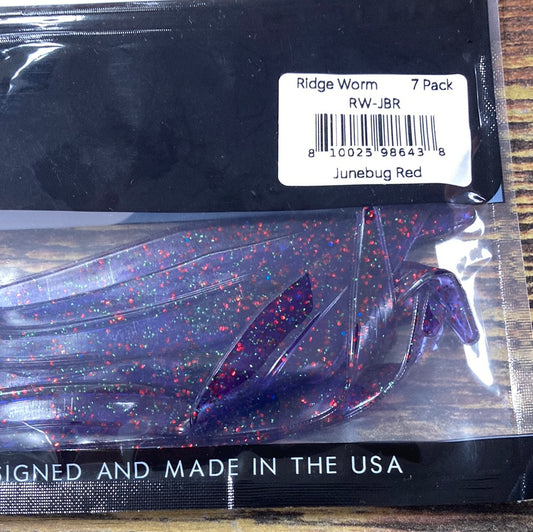 Ridge Worm 7 Pack
RW-JBR
8 10025 98643 8
Junebug Red
SIGNED AND MADE IN THE USA